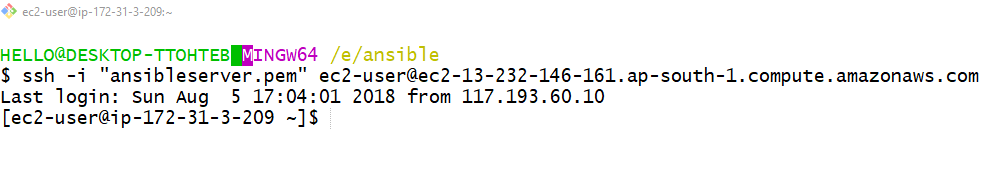 ec2-user@ip-172-31-3-209:~
HELLO@DESKTOP-TTOHTEB MINGW64 /e/ansible
$ ssh -i "ansibleserver.pem" ec2-user@ec2-13-232-146-161.ap-south-1.compute.amazonaws.com
Last login: Sun Aug  5 17:04:01 2018 from 117.193.60.10
[ec2-user@ip-172-31-3-209 ~]$